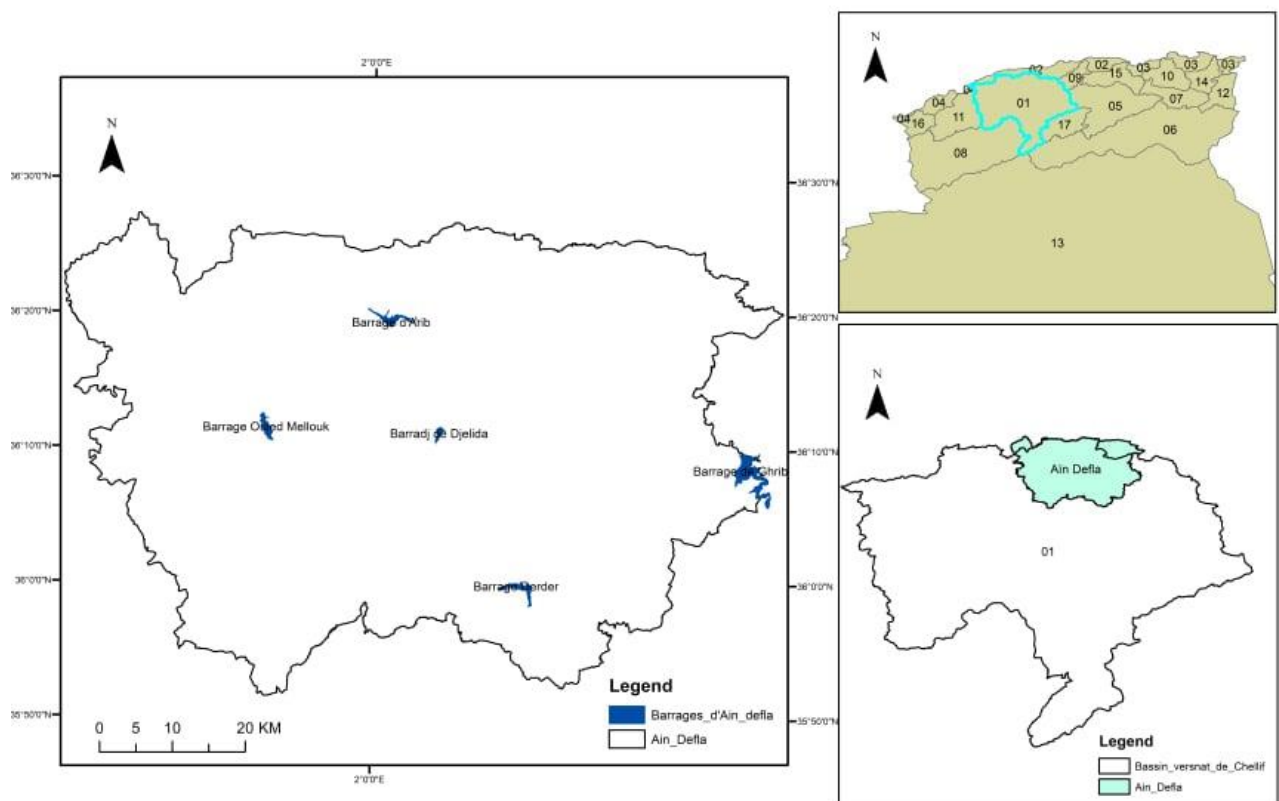 N
2°0'0"E
36°30'0"N
36°30'0"N
36°20'0"N
36°20'0"N
36°10'0"N
36°10'0"N
36°0'0"N
36°0'0"N
35°50'0"N
35°50'0"N
Barrage d'Arib
Barrage Oued Mellouk
Barradj de Djelida
Barrage de Ghrib
Barrage Derder
Legend
Barrages_d'Ain_defla
Ain_Defla
0 5 10 20 KM
2°0'0"E
N
02
02
03
03
03
09
15
10
14
04
04
16
11
01
05
07
12
17
06
08
13
N
Ain Defla
01
Legend
Bassin_versnat_de_Chellif
Ain_Defla